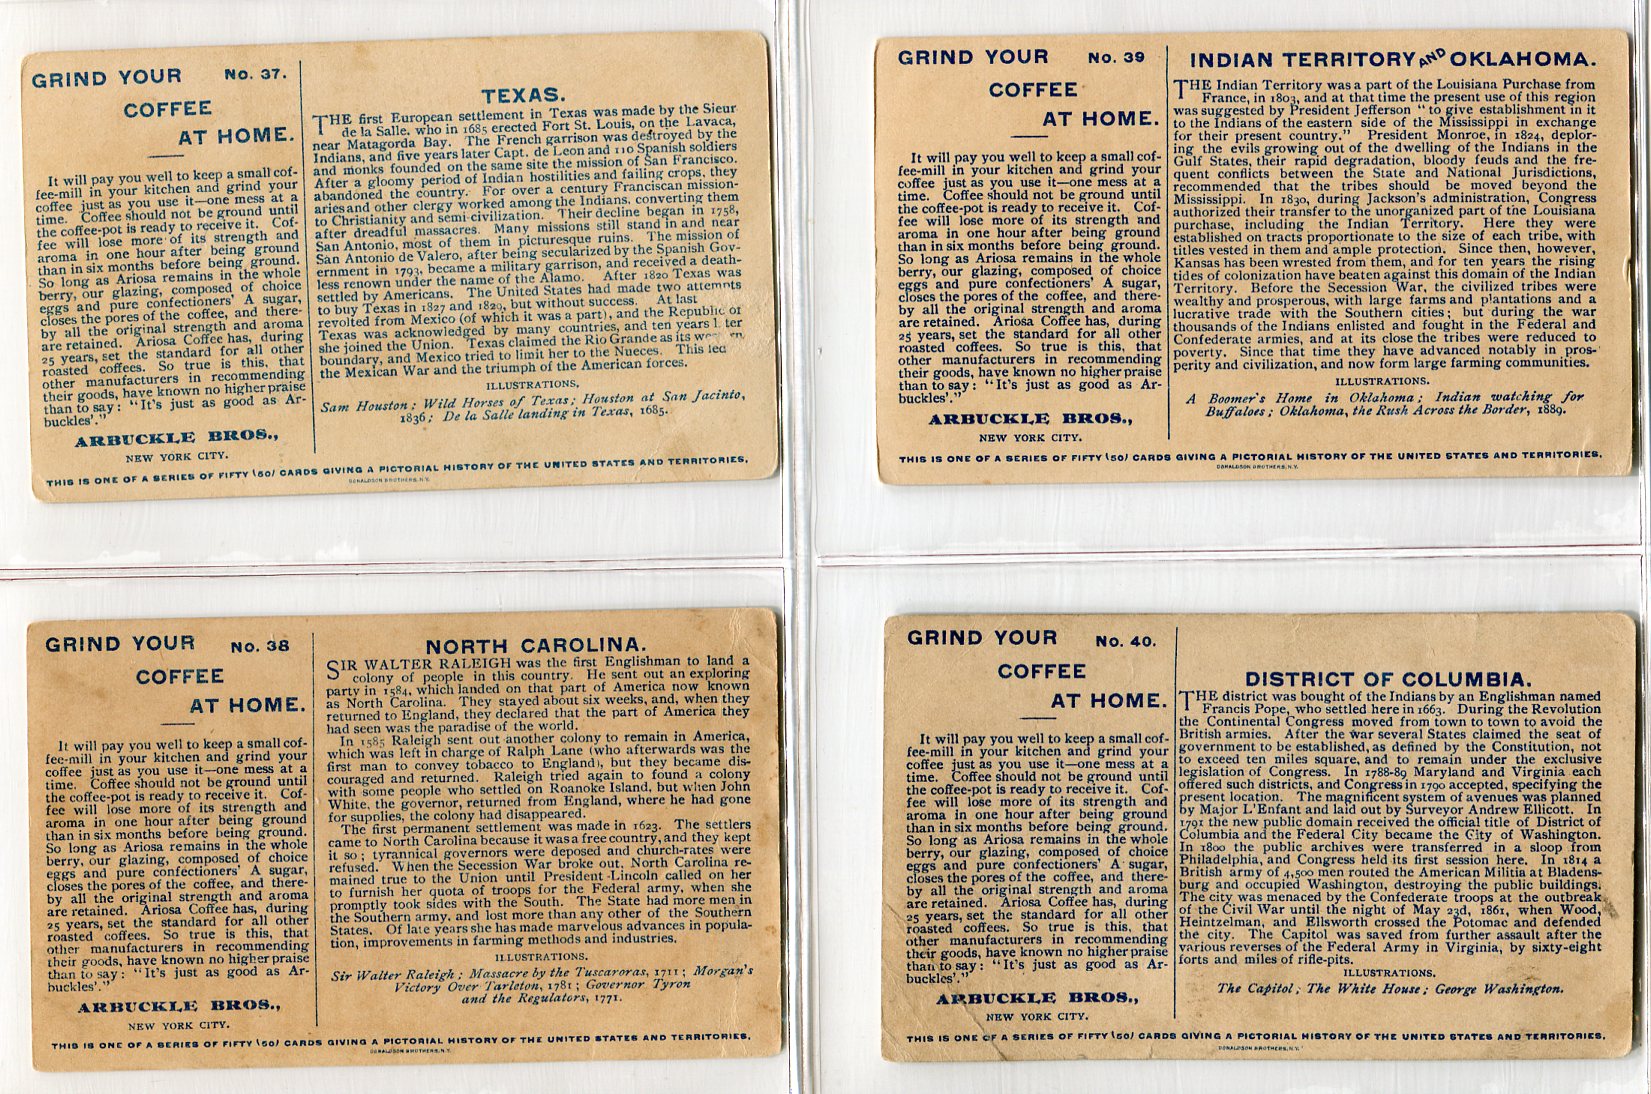 GRIND YOUR No. 37.
COFFEE
AT HOME.
It will pay you well to keep a small cof-
fee-mill in your kitchen and grind your
coffee just as you use it—one mess at a
time. Coffee should not be ground until
the coffee-pot is ready to receive it. Cof-
fee will lose more of its strength and
aroma in one hour after being ground
than in six months before being ground.
So long as Ariosa remains in the whole
berry, our glazing, composed of choice
eggs and pure confectioners' A sugar,
closes the pores of the coffee, and there-
by all the original strength and aroma
are retained. Ariosa Coffee has, during
25 years, set the standard for all other
roasted coffees. So true is this, that
other manufacturers in recommending
their goods, have known no higher praise
than to say: "It's just as good as Ar-
buckles'."
ARBUCKLE BROS.,
NEW YORK CITY.
TEXAS.
THE first European settlement in Texas was made by the Sieur
de la Salle, who in 1685 erected Fort St. Louis, on the Lavaca,
near Matagorda Bay. The French garrison was destroyed by the
Indians, and five years later Capt. de Leon and 110 Spanish soldiers
and monks founded on the same site the mission of San Francisco.
After a gloomy period of Indian hostilities and failing crops, they
abandoned the country. For over a century Franciscan mission-
aries and other clergy worked among the Indians, converting them
to Christianity and semi-civilization. Their decline began in 1758,
after dreadful massacres. Many missions still stand in and near
San Antonio, most of them in picturesque ruins. The mission of
San Antonio de Valero, after being secularized by the Spanish Gov-
ernment in 1793, became a military garrison, and received a death-
less renown under the name of the Alamo. After 1820 Texas was
settled by Americans. The United States had made two attempts
to buy Texas in 1827 and 1829, but without success. At last
revolted from Mexico (of which it was a part), and the Republic of
Texas was acknowledged by many countries, and ten years l ter
she joined the Union. Texas claimed the Rio Grande as its
boundary, and Mexico tried to limit her to the Nueces. This led
the Mexican War and the triumph of the American forces.
ILLUSTRATIONS.
Sam Houston; Wild Horses of Texas; Houston at San Jacinto,
1836; De la Salle landing in Texas, 1685.
THIS IS ONE OF A SERIES OF FIFTY (50) CARDS GIVING A PICTORIAL HISTORY OF THE UNITED STATES AND TERRITORIES.
DONALDSON BROTHERS, N.Y.
GRIND YOUR No. 39
COFFEE
AT HOME.
It will pay you well to keep a small cof-
fee-mill in your kitchen and grind your
coffee just as you use it—one mess at a
time. Coffee should not be ground until
the coffee-pot is ready to receive it. Cof-
fee will lose more of its strength and
aroma in one hour after being ground
than in six months before being ground.
So long as Ariosa remains in the whole
berry, our glazing, composed of choice
eggs and pure confectioners' A sugar,
closes the pores of the coffee, and there-
by all the original strength and aroma
are retained. Ariosa Coffee has, during
25 years, set the standard for all other
roasted coffees. So true is this, that
other manufacturers in recommending
their goods, have known no higher praise
than to say: "It's just as good as Ar-
buckles'."
ARBUCKLE BROS.,
NEW YORK CITY.
INDIAN TERRITORY AND OKLAHOMA.
THE Indian Territory was a part of the Louisiana Purchase from
France, in 1803, and at that time the present use of this region
was suggested by President Jefferson "to give establishment in it
to the Indians of the eastern side of the Mississippi in exchange
for their present country." President Monroe, in 1824, deplor-
ing the evils growing out of the dwelling of the Indians in the
Gulf States, their rapid degradation, bloody feuds and the fre-
quent conflicts between the State and National Jurisdictions,
recommended that the tribes should be moved beyond the
Mississippi. In 1830, during Jackson's administration, Congress
authorized their transfer to the unorganized part of the Louisiana
purchase, including the Indian Territory. Here they were
established on tracts proportionate to the size of each tribe, with
titles vested in them and ample protection. Since then, however,
Kansas has been wrested from them, and for ten years the rising
tides of colonization have beaten against this domain of the Indian
Territory. Before the Secession War, the civilized tribes were
wealthy and prosperous, with large farms and plantations and a
lucrative trade with the Southern cities; but during the war
thousands of the Indians enlisted and fought in the Federal and
Confederate armies, and at its close the tribes were reduced to
poverty. Since that time they have advanced notably in pros-
perity and civilization, and now form large farming communities.
ILLUSTRATIONS.
A Boomer's Home in Oklahoma; Indian watching for
Buffaloes; Oklahoma, the Rush Across the Border, 1889.
THIS IS ONE OF A SERIES OF FIFTY (50) CARDS GIVING A PICTORIAL HISTORY OF THE UNITED STATES AND TERRITORIES.
DONALDSON BROTHERS, N.Y.
GRIND YOUR No. 38
COFFEE
AT HOME.
It will pay you well to keep a small cof-
fee-mill in your kitchen and grind your
coffee just as you use it—one mess at a
time. Coffee should not be ground until
the coffee-pot is ready to receive it. Cof-
fee will lose more of its strength and
aroma in one hour after being ground
than in six months before being ground.
So long as Ariosa remains in the whole
berry, our glazing, composed of choice
eggs and pure confectioners' A sugar,
closes the pores of the coffee, and there-
by all the original strength and aroma
are retained. Ariosa Coffee has, during
25 years, set the standard for all other
roasted coffees. So true is this, that
other manufacturers in recommending
their goods, have known no higher praise
than to say: "It's just as good as Ar-
buckles'."
ARBUCKLE BROS.,
NEW YORK CITY.
NORTH CAROLINA.
SIR WALTER RALEIGH was the first Englishman to land a
colony of people in this country. He sent out an exploring
party in 1584, which landed on that part of America now known
as North Carolina. They stayed about six weeks, and, when they
returned to England, they declared that the part of America they
had seen was the paradise of the world.
In 1585 Raleigh sent out another colony to remain in America,
which was left in charge of Ralph Lane (who afterwards was the
first man to convey tobacco to England), but they became dis-
couraged and returned. Raleigh tried again to found a colony
with some people who settled on Roanoke Island, but when John
White, the governor, returned from England, where he had gone
for supplies, the colony had disappeared.
The first permanent settlement was made in 1623. The settlers
came to North Carolina because it was a free country, and they kept
it so; tyrannical governors were deposed and church-rates were
refused. When the Secession War broke out, North Carolina re-
mained true to the Union until President Lincoln called on her
to furnish her quota of troops for the Federal army, when she
promptly took sides with the South. The State had more men in
the Southern army, and lost more than any other of the Southern
States. Of late years she has made marvelous advances in popula-
tion, improvements in farming methods and industries.
ILLUSTRATIONS.
Sir Walter Raleigh; Massacre by the Tuscaroras, 1711; Morgan's
Victory Over Tarleton, 1781; Governor Tyron
and the Regulators, 1771.
THIS IS ONE OF A SERIES OF FIFTY (50) CARDS GIVING A PICTORIAL HISTORY OF THE UNITED STATES AND TERRITORIES.
DONALDSON BROTHERS, N.Y.
GRIND YOUR No. 40.
COFFEE
AT HOME.
It will pay you well to keep a small cof-
fee-mill in your kitchen and grind your
coffee just as you use it—one mess at a
time. Coffee should not be ground until
the coffee-pot is ready to receive it. Cof-
fee will lose more of its strength and
aroma in one hour after being ground
than in six months before being ground.
So long as Ariosa remains in the whole
berry, our glazing, composed of choice
eggs and pure confectioners' A sugar,
closes the pores of the coffee, and there-
by all the original strength and aroma
are retained. Ariosa Coffee has, during
25 years, set the standard for all other
roasted coffees. So true is this, that
other manufacturers in recommending
their goods, have known no higher praise
than to say: "It's just as good as Ar-
buckles'."
ARBUCKLE BROS.,
NEW YORK CITY.
DISTRICT OF COLUMBIA.
THE district was bought of the Indians by an Englishman named
Francis Pope, who settled here in 1663. During the Revolution
the Continental Congress moved from town to town to avoid the
British armies. After the war several States claimed the seat of
government to be established, as defined by the Constitution, not
to exceed ten miles square, and to remain under the exclusive
legislation of Congress. In 1788-89 Maryland and Virginia each
offered such districts, and Congress in 1790 accepted, specifying the
present location. The magnificent system of avenues was planned
by Major L'Enfant and laid out by Surveyor Andrew Ellicott. In
1791 the new public domain received the official title of District of
Columbia and the Federal City became the City of Washington.
In 1800 the public archives were transferred in a sloop from
Philadelphia, and Congress held its first session here. In 1814 a
British army of 4,500 men routed the American Militia at Bladens-
burg and occupied Washington, destroying the public buildings.
The city was menaced by the Confederate troops at the outbreak
of the Civil War until the night of May 23d, 1861, when Wood,
Heintzelman, and Ellsworth crossed the Potomac and defended
the city. The Capitol was saved from further assault after the
various reverses of the Federal Army in Virginia, by sixty-eight
forts and miles of rifle-pits.
ILLUSTRATIONS.
The Capitol; The White House; George Washington.
THIS IS ONE OF A SERIES OF FIFTY (50) CARDS GIVING A PICTORIAL HISTORY OF THE UNITED STATES AND TERRITORIES.
DONALDSON BROTHERS, N.Y.